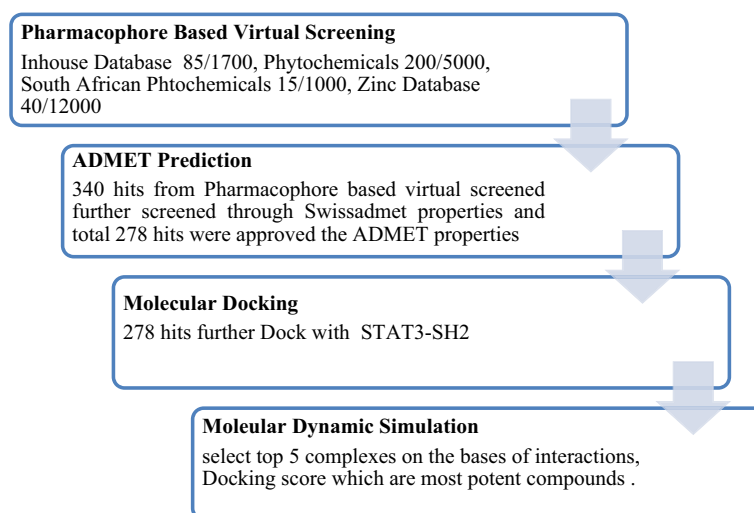 Pharmacophore Based Virtual Screening
Inhouse Database 85/1700, Phytochemicals 200/5000,
South African Phtochemicals 15/1000, Zinc Database
40/12000
ADMET Prediction
340 hits from Pharmacophore based virtual screened
further screened through Swissadmet properties and
total 278 hits were approved the ADMET properties
Molecular Docking
278 hits further Dock with STAT3-SH2
Moleular Dynamic Simulation
select top 5 complexes on the bases of interactions,
Docking score which are most potent compounds .